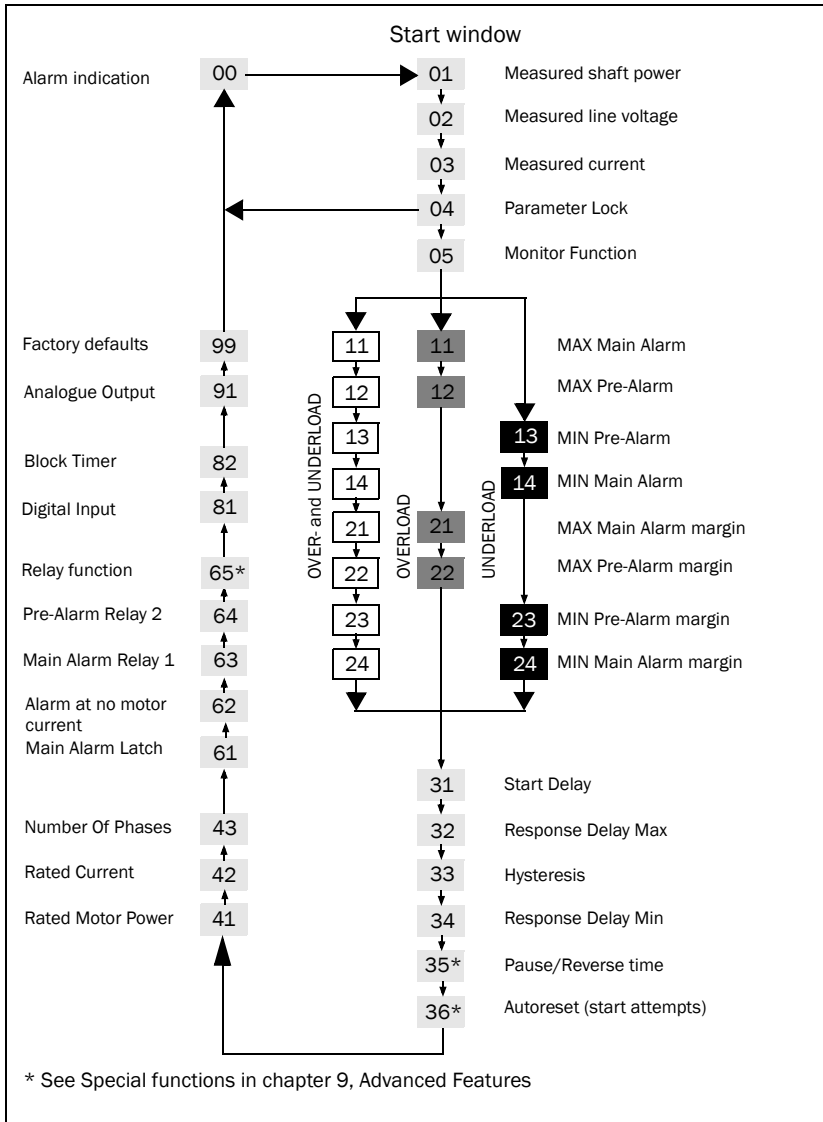 Start window
Alarm indication 00 01 Measured shaft power
02 Measured line voltage
03 Measured current
04 Parameter Lock
05 Monitor Function
Factory defaults 99 11 11 MAX Main Alarm
Analogue Output 91 12 12 MAX Pre-Alarm
13 13 MIN Pre-Alarm
Block Timer 82 14 14 MIN Main Alarm
OVER- and UNDERLOAD
OVERLOAD
UNDERLOAD
Digital Input 81 21 21 MAX Main Alarm margin
Relay function 65* 22 22 MAX Pre-Alarm margin
Pre-Alarm Relay 2 64 23 23 MIN Pre-Alarm margin
Main Alarm Relay 1 63 24 24 MIN Main Alarm margin
Alarm at no motor
current 62
Main Alarm Latch 61
31 Start Delay
Number Of Phases 43 32 Response Delay Max
Rated Current 42 33 Hysteresis
Rated Motor Power 41 34 Response Delay Min
35* Pause/Reverse time
36* Autoreset (start attempts)
* See Special functions in chapter 9, Advanced Features